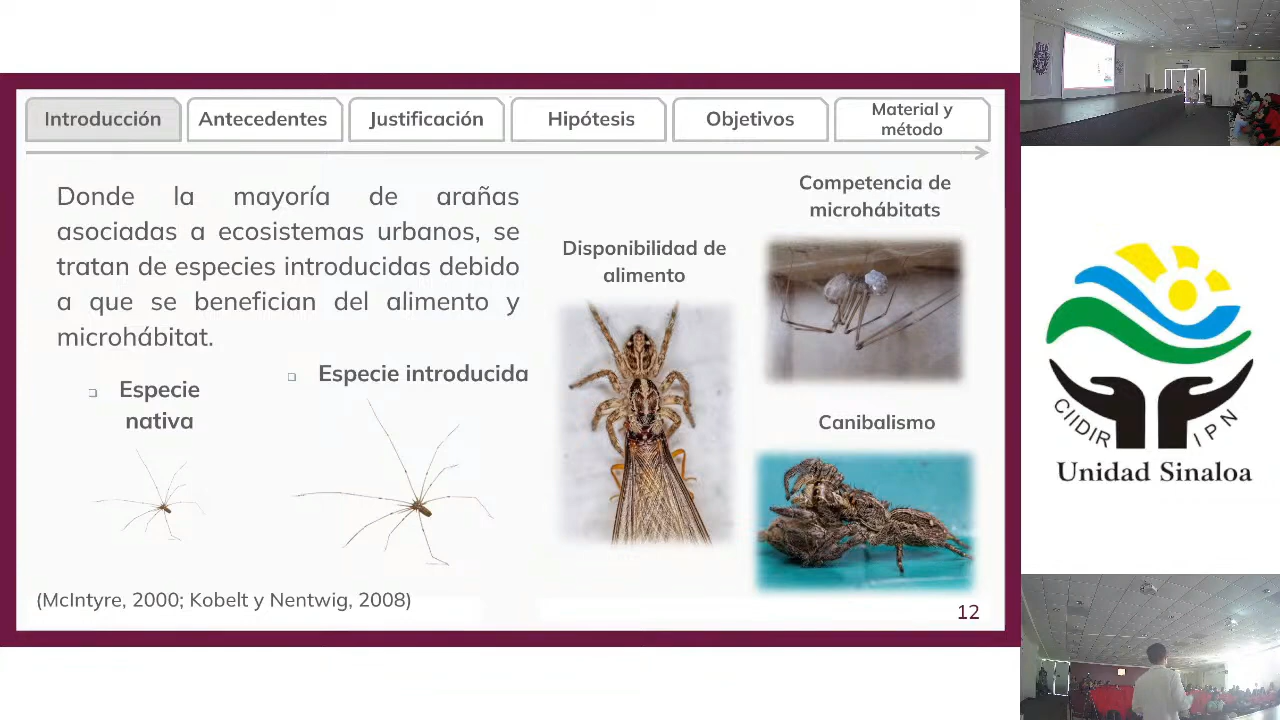 Introducción
Antecedentes
Justificación
Hipótesis
Objetivos
Material y
método
Donde la mayoría de arañas
asociadas a ecosistemas urbanos, se
tratan de especies introducidas debido
a que se benefician del alimento y
microhábitat.
Especie
nativa
Especie introducida
Disponibilidad de
alimento
Competencia de
microhábitats
Canibalismo
(McIntyre, 2000; Kobelt y Nentwig, 2008)
12
CIIDIR IPN
Unidad Sinaloa